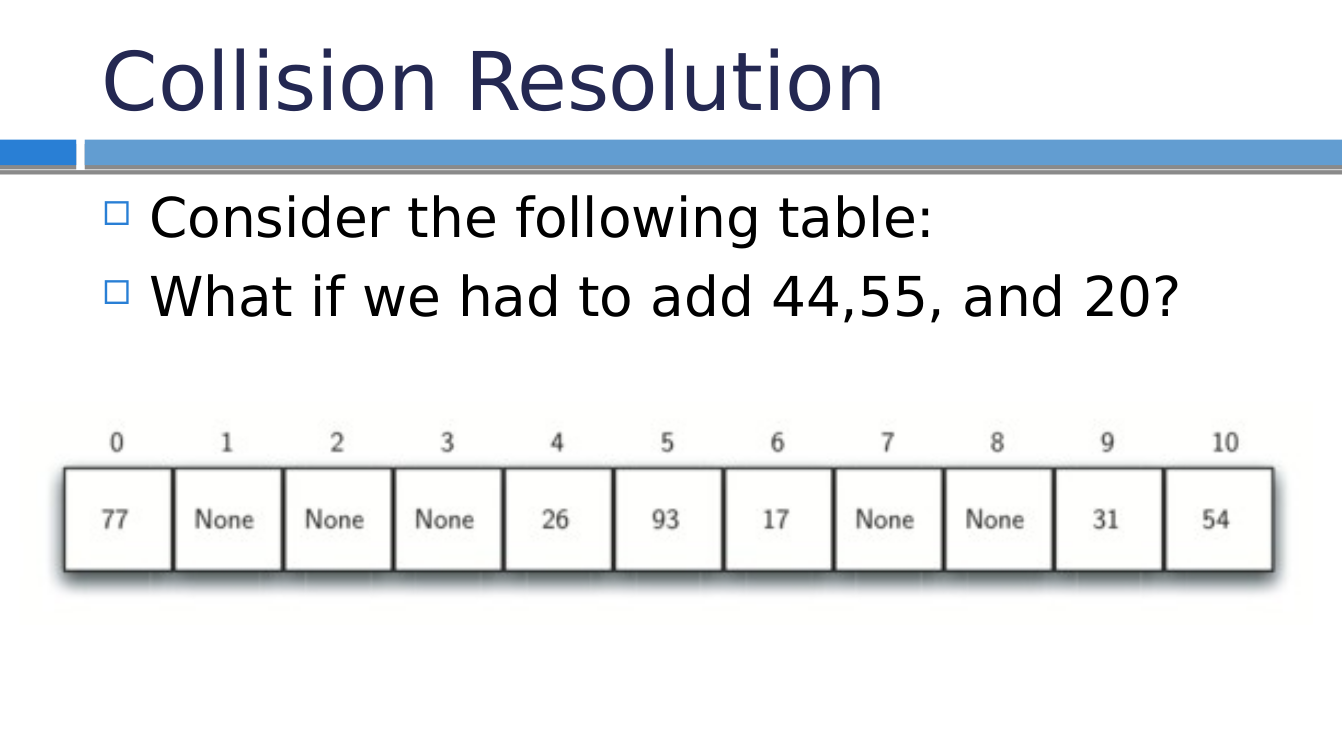 Collision Resolution
Consider the following table:
What if we had to add 44,55, and 20?
0 1 2 3 4 5 6 7 8 9 10
77 None None None 26 93 17 None None 31 54